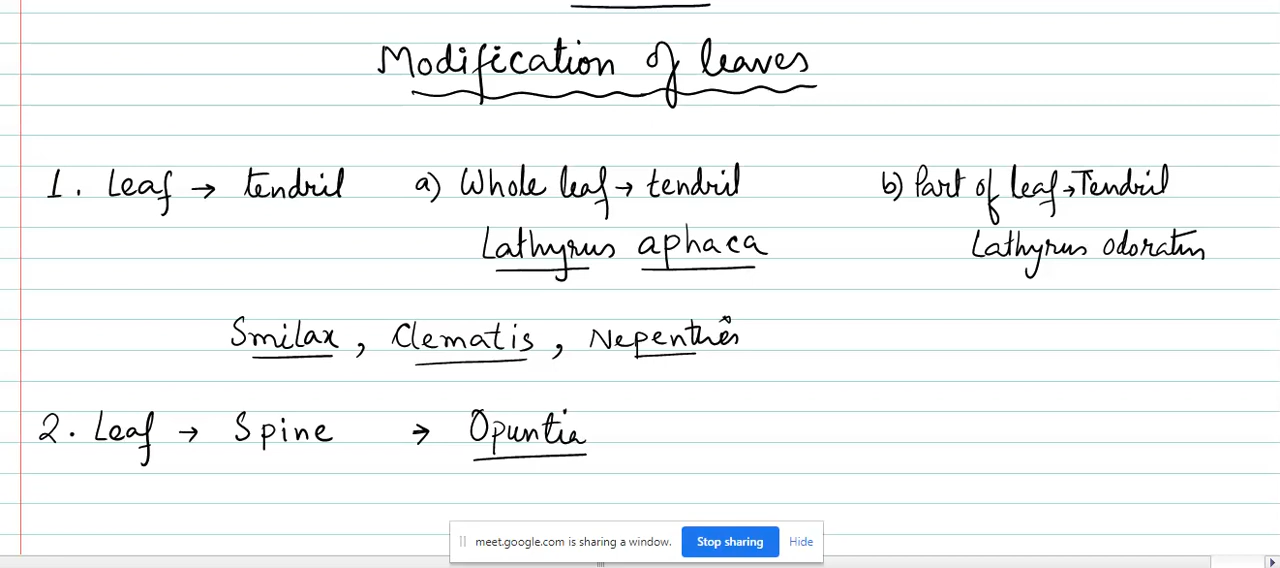 Modification of leaves
1. Leaf → tendril a) Whole leaf → tendril b) Part of leaf → Tendril
Lathyrus aphaca Lathyrus odoratus
Smilax, Clematis, Nepenthes
2. Leaf → Spine → Opuntia
meet.google.com is sharing a window. Stop sharing Hide